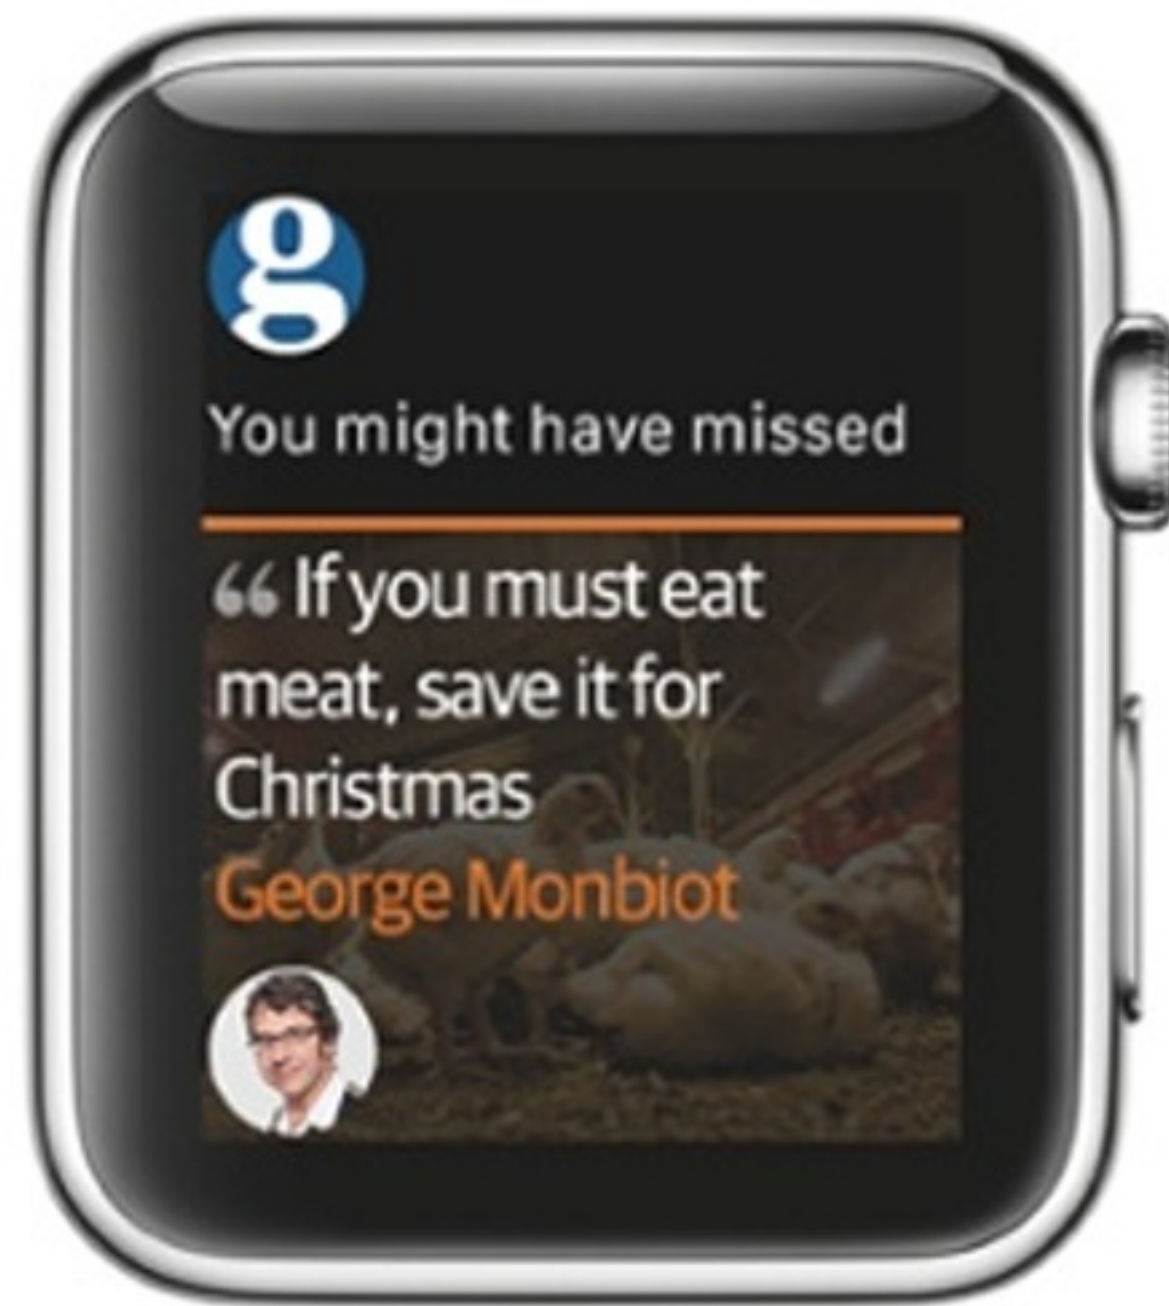 g
You might have missed
“ If you must eat
meat, save it for
Christmas
George Monbiot